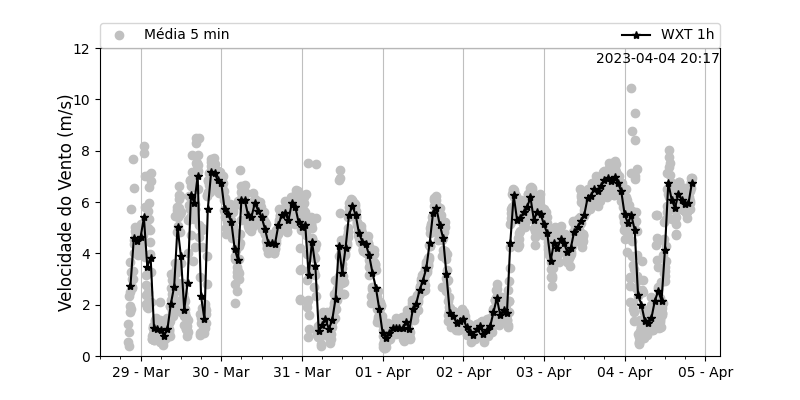 Média 5 min WXT 1h
2023-04-04 20:17
Velocidade do Vento (m/s)
12
10
8
6
4
2
0
29 - Mar 30 - Mar 31 - Mar 01 - Apr 02 - Apr 03 - Apr 04 - Apr 05 - Apr